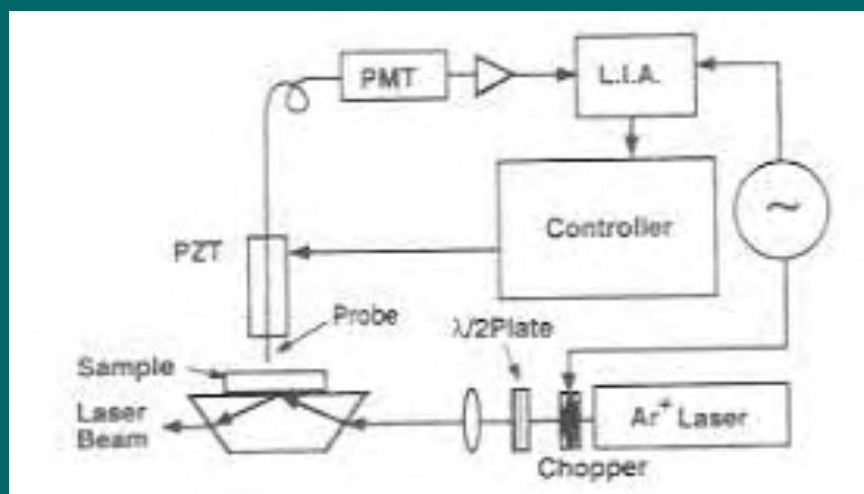 PMT
L.I.A.
~
PZT
Controller
Probe
λ/2Plate
Sample
Laser
Beam
Ar+ Laser
Chopper